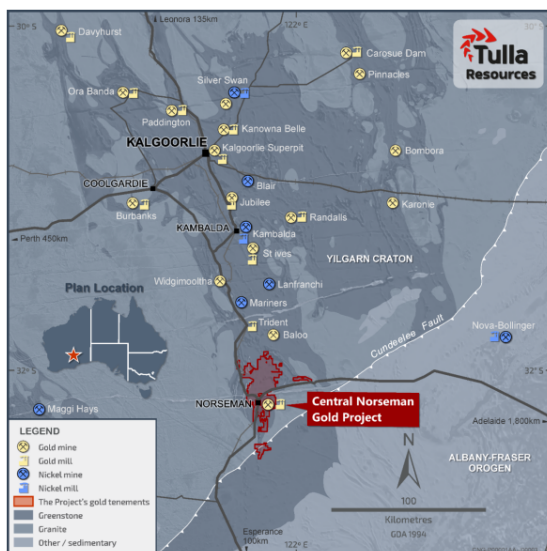 30°S
Leonora 135km
122°E
30°S
Davyhurst
Carosue Dam
Pinnacles
Tulla
Resources
Silver Swan
Ora Banda
Paddington
Kanowna Belle
KALGOORLIE
Kalgoorlie Superpit
Bombora
COOLGARDIE
Blair
Jubilee
Burbanks
Randalls
Karonie
KAMBALDA
Kambalda
Perth 450km
St Ives
YILGARN CRATON
Widgimooltha
Lanfranchi
Plan Location
Mariners
Trident
Baloo
Cundeelee Fault
Nova-Bollinger
32°S
32°S
NORSEMAN
Central Norseman
Gold Project
Maggi Hays
Adelaide 1,800km
LEGEND
Gold mine
Gold mill
Nickel mine
Nickel mill
The Project's gold tenements
Greenstone
Granite
Other / sedimentary
N
ALBANY-FRASER
OROGEN
100
Kilometres
GDA 1994
Esperance
100km
122°E